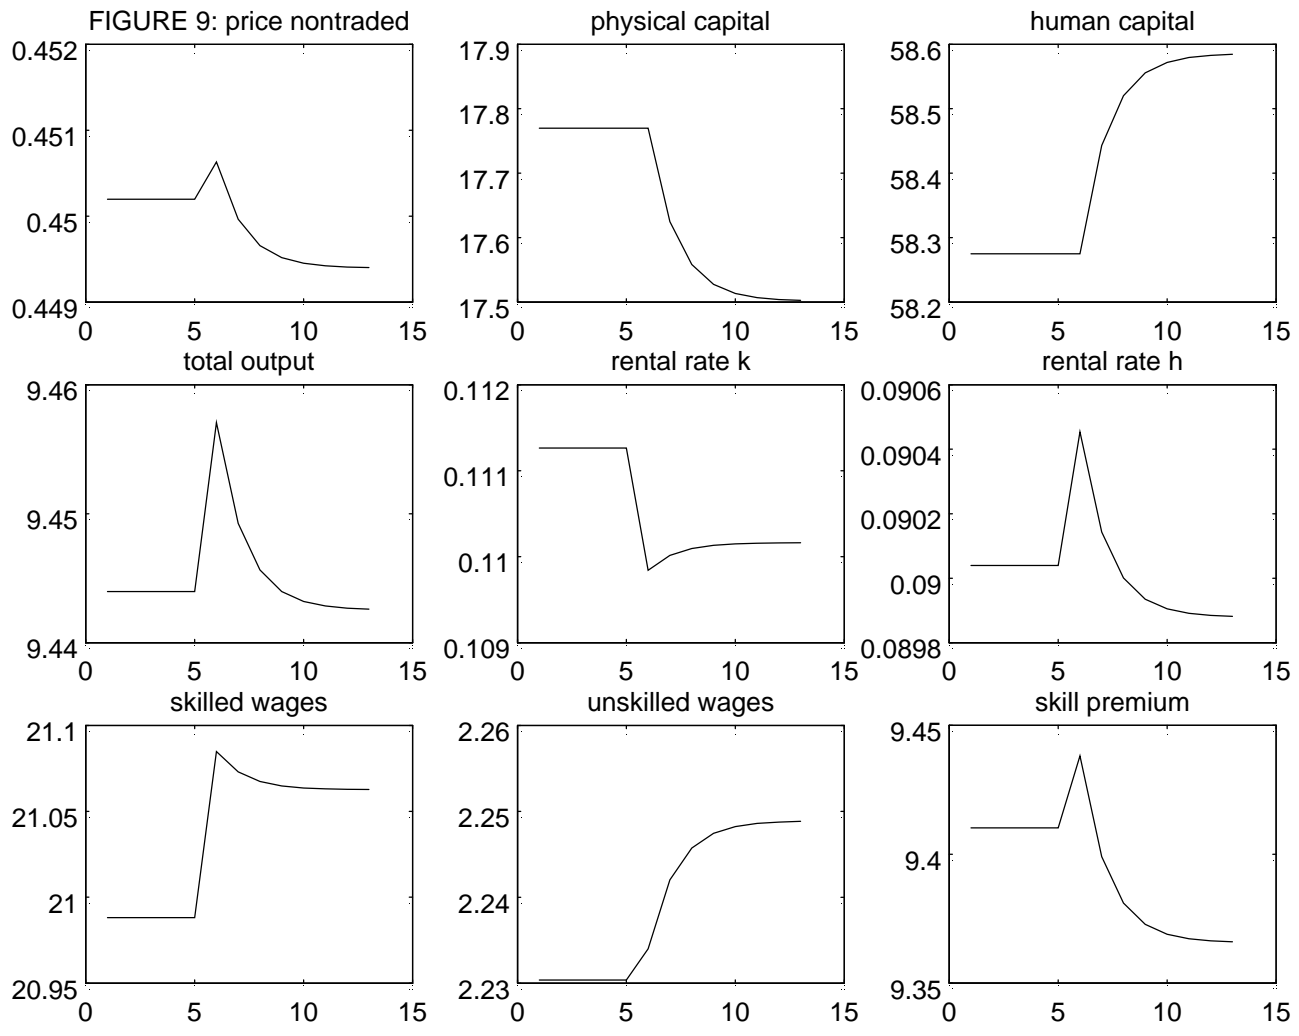 FIGURE 9: price nontraded
0.452
0.451
0.45
0.449
0 5 10 15
physical capital
17.9
17.8
17.7
17.6
17.5
0 5 10 15
human capital
58.6
58.5
58.4
58.3
58.2
0 5 10 15
total output
9.46
9.45
9.44
0 5 10 15
rental rate k
0.112
0.111
0.11
0.109
0 5 10 15
rental rate h
0.0906
0.0904
0.0902
0.09
0.0898
0 5 10 15
skilled wages
21.1
21.05
21
20.95
0 5 10 15
unskilled wages
2.26
2.25
2.24
2.23
0 5 10 15
skill premium
9.45
9.4
9.35
0 5 10 15